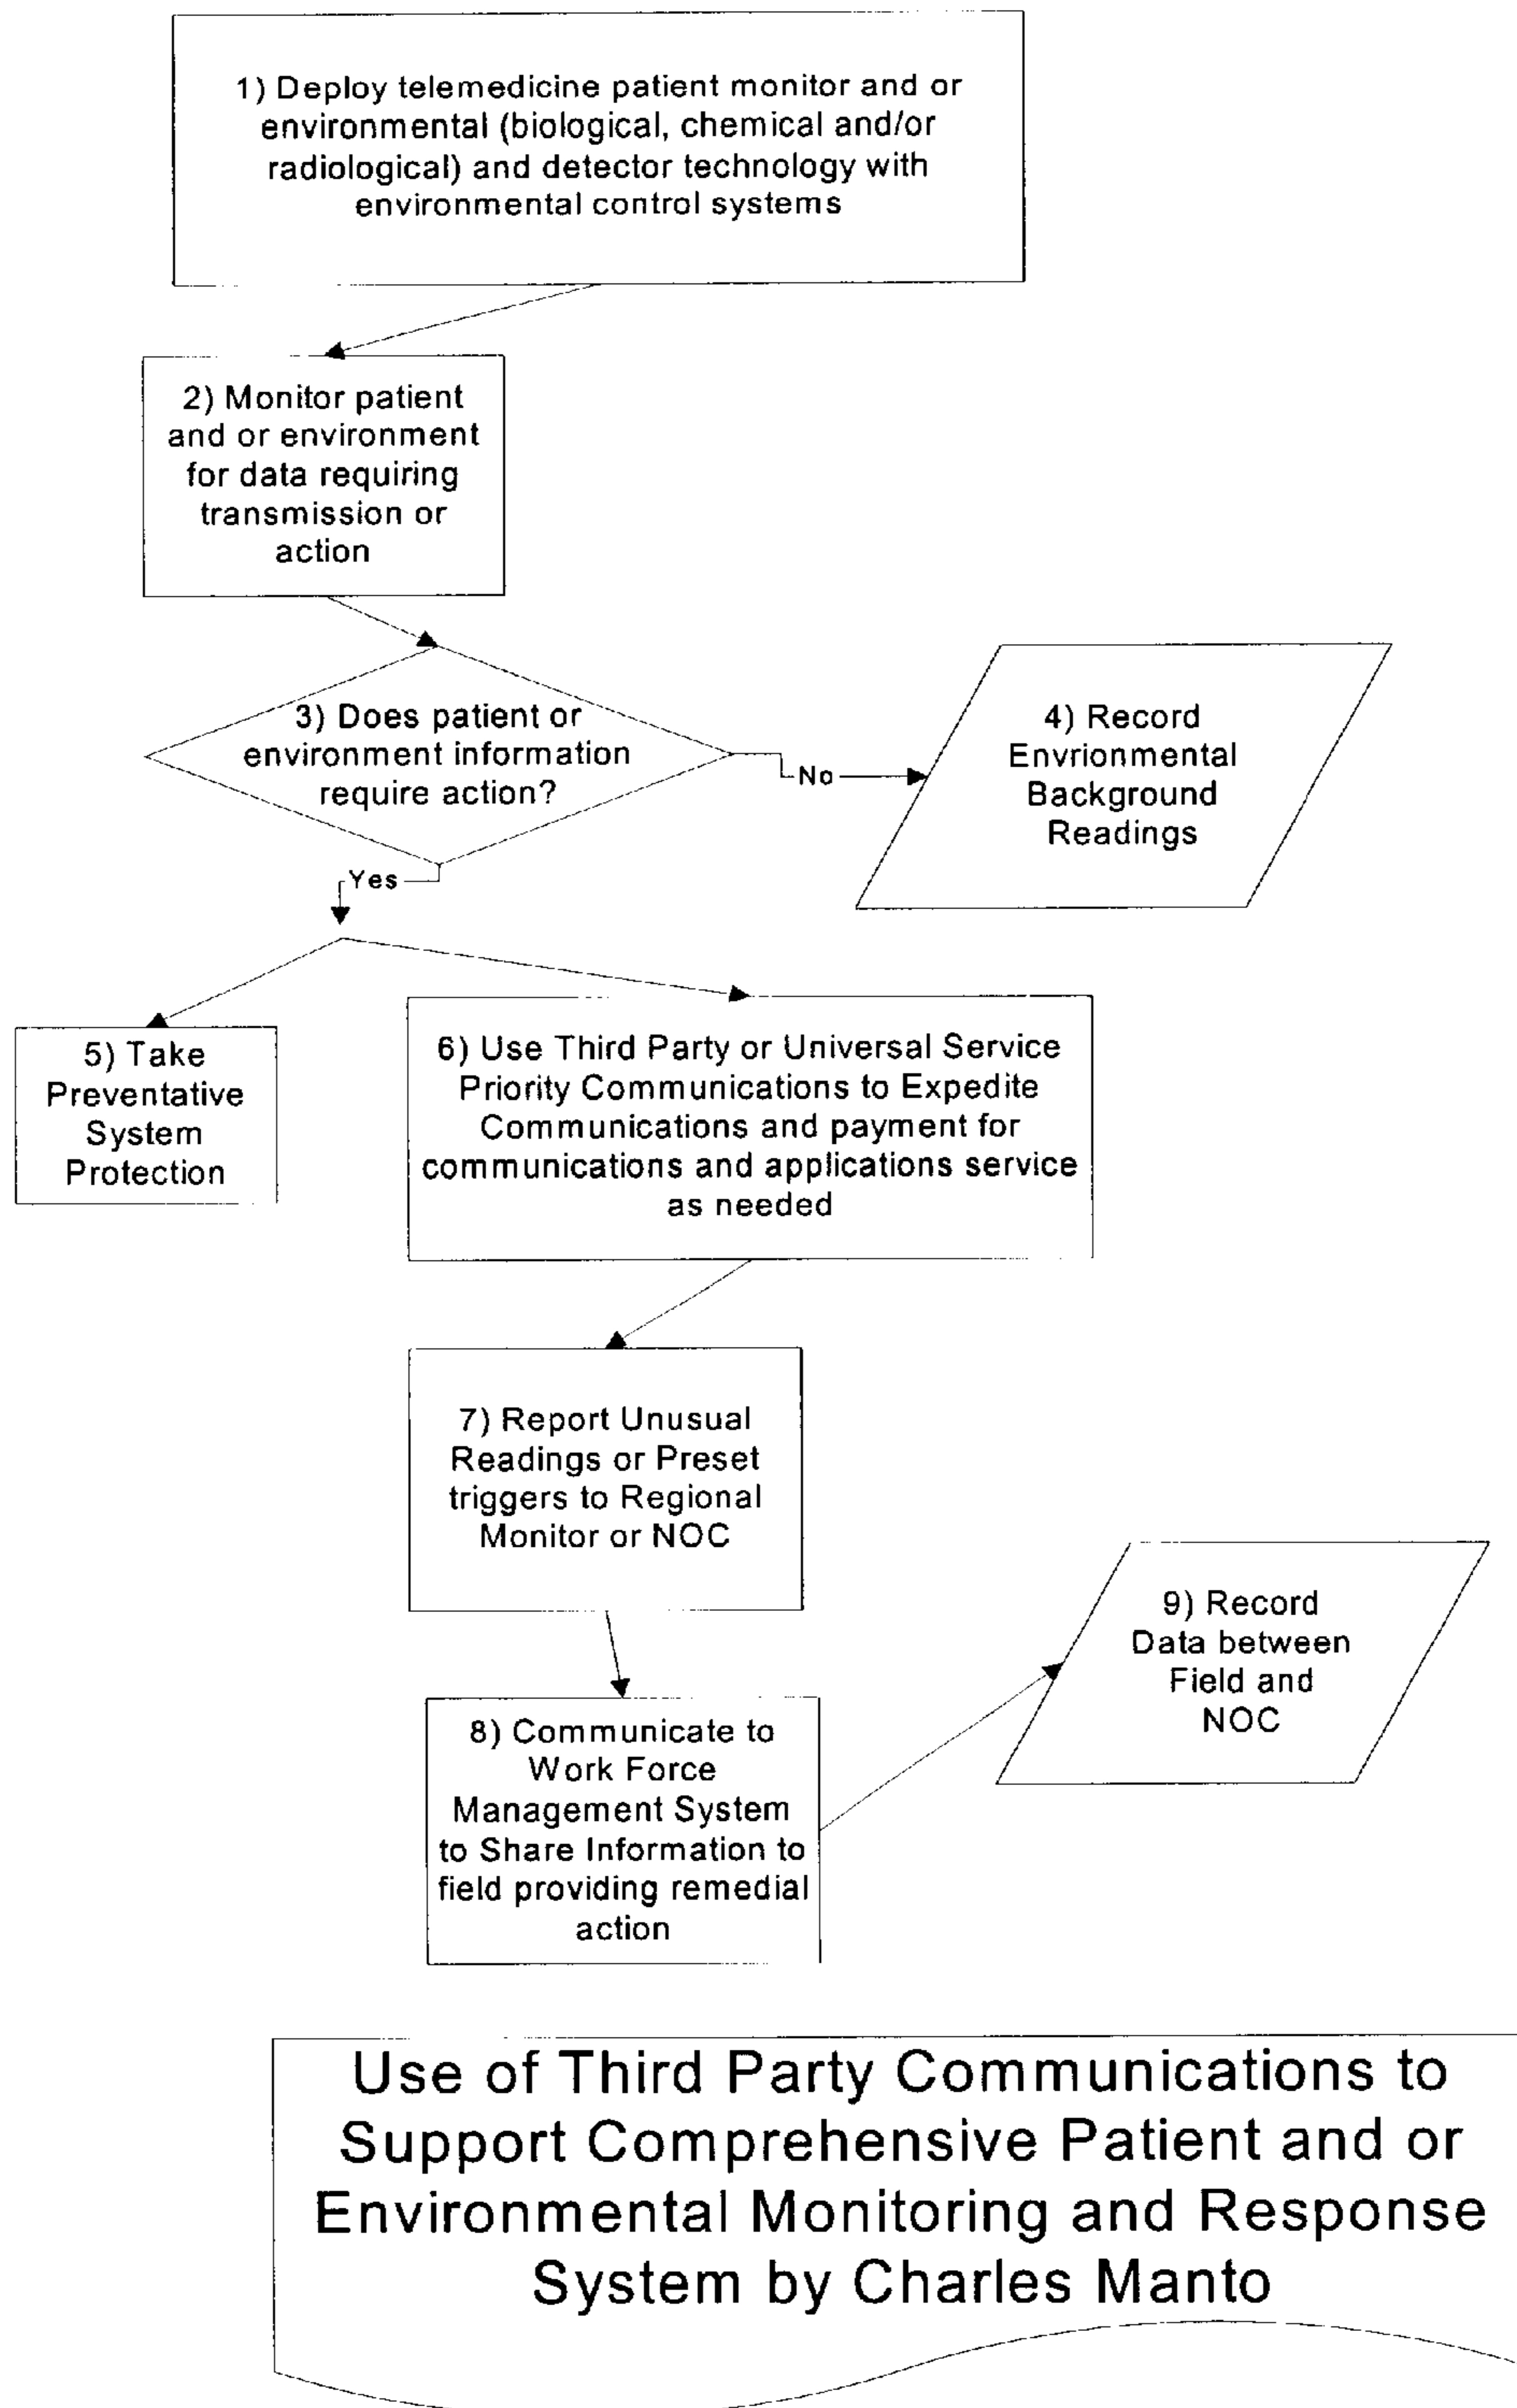 1) Deploy telemedicine patient monitor and or
environmental (biological, chemical and/or
radiological) and detector technology with
environmental control systems
2) Monitor patient
and or environment
for data requiring
transmission or
action
3) Does patient or
environment information
require action?
No
4) Record
Envrionmental
Background
Readings
Yes
5) Take
Preventative
System
Protection
6) Use Third Party or Universal Service
Priority Communications to Expedite
Communications and payment for
communications and applications service
as needed
7) Report Unusual
Readings or Preset
triggers to Regional
Monitor or NOC
8) Communicate to
Work Force
Management System
to Share Information to
field providing remedial
action
9) Record
Data between
Field and
NOC
Use of Third Party Communications to
Support Comprehensive Patient and or
Environmental Monitoring and Response
System by Charles Manto